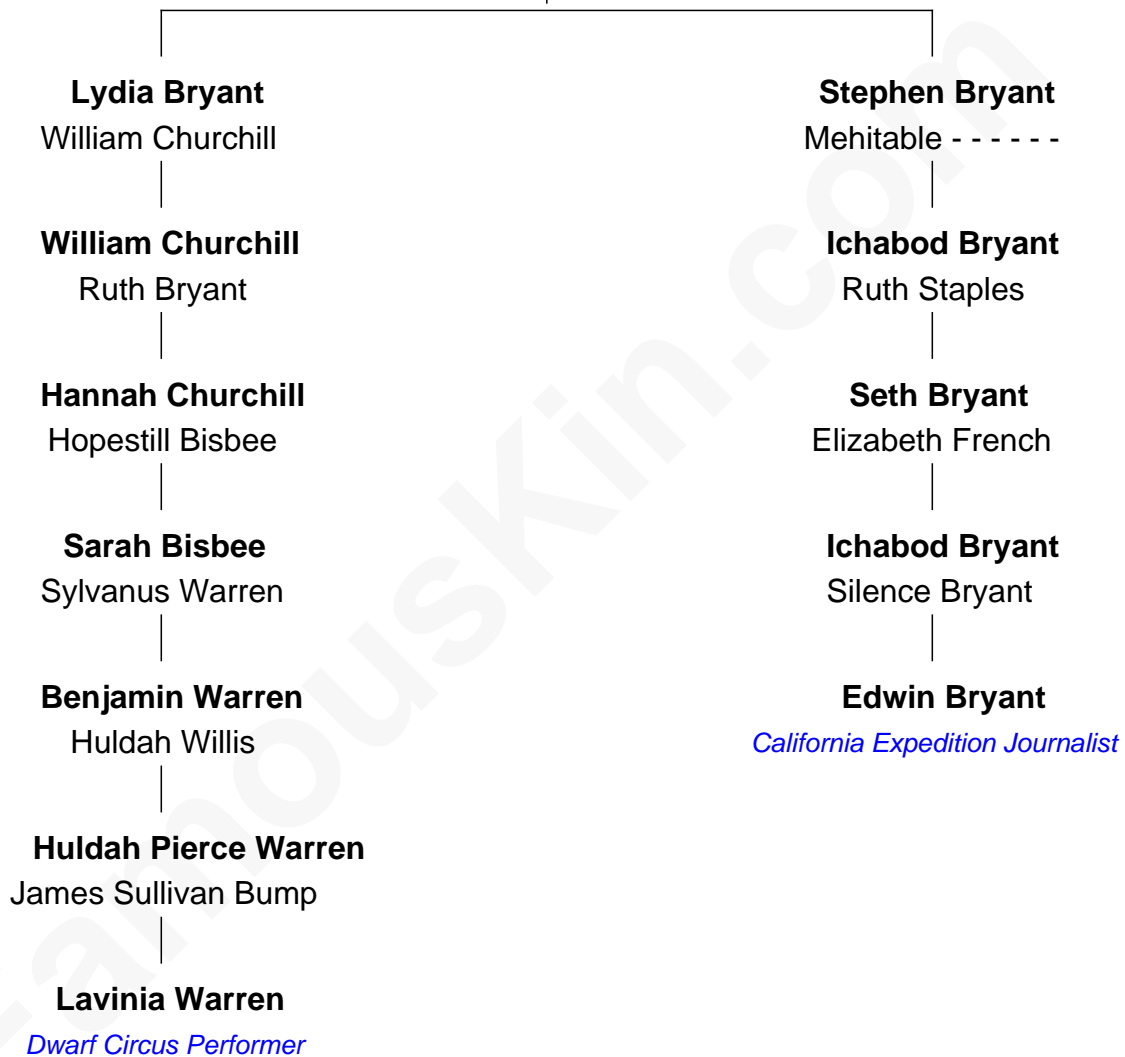 Lydia Bryant
William Churchill
William Churchill
Ruth Bryant
Hannah Churchill
Hopestill Bisbee
Sarah Bisbee
Sylvanus Warren
Benjamin Warren
Huldah Willis
Huldah Pierce Warren
James Sullivan Bump
Lavinia Warren
Dwarf Circus Performer
Stephen Bryant
Mehitable - - - - - -
Ichabod Bryant
Ruth Staples
Seth Bryant
Elizabeth French
Ichabod Bryant
Silence Bryant
Edwin Bryant
California Expedition Journalist
FamousKin.com